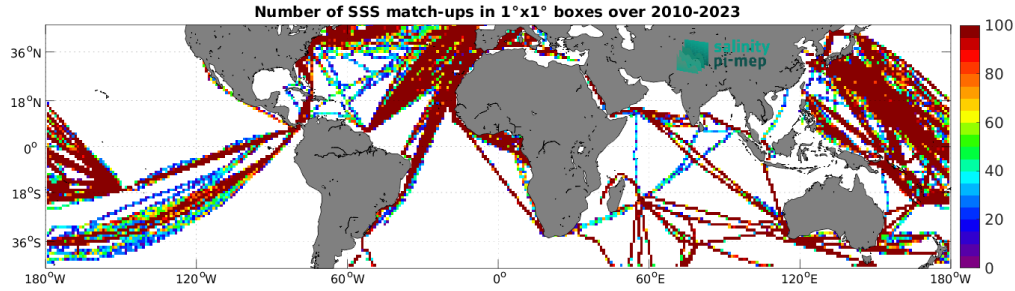 Number of SSS match-ups in 1°x1° boxes over 2010-2023
36°N
18°N
0°
18°S
36°S
180°W
120°W
60°W
0°
60°E
120°E
180°W
salinity
pi-mep
100
80
60
40
20
0